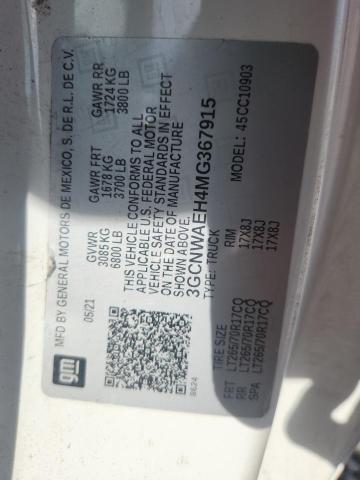 MFD BY GENERAL MOTORS DE MEXICO, S. DE R.L. DE C.V.
05/21
GVWR GAWR FRT GAWR RR
3085 KG 1678 KG 1724 KG
6800 LB 3700 LB 3800 LB
THIS VEHICLE CONFORMS TO ALL
APPLICABLE U.S. FEDERAL MOTOR
VEHICLE SAFETY STANDARDS IN EFFECT
ON THE DATE OF MANUFACTURE
SHOWN ABOVE.
3GCNWAEH4MG367915
TYPE: TRUCK MODEL: 4SCC10903
gm
8624
TIRE SIZE RIM
FRT LT265/70R17CQ 17X8J
RR LT265/70R17CQ 17X8J
SPA LT265/70R17CQ 17X8J